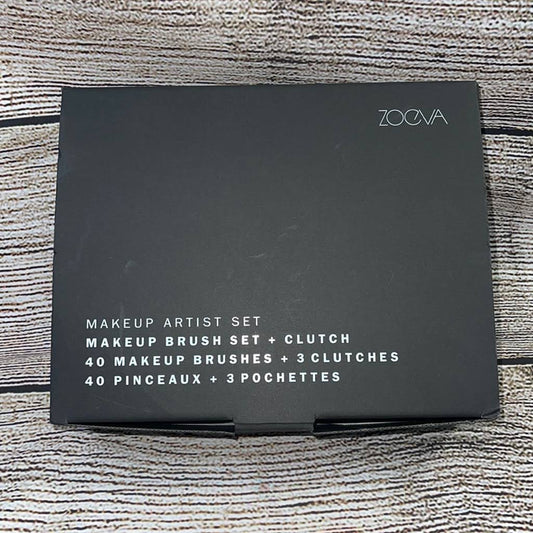 ZOEVA
MAKEUP ARTIST SET
MAKEUP BRUSH SET + CLUTCH
40 MAKEUP BRUSHES + 3 CLUTCHES
40 PINCEAUX + 3 POCHETTES